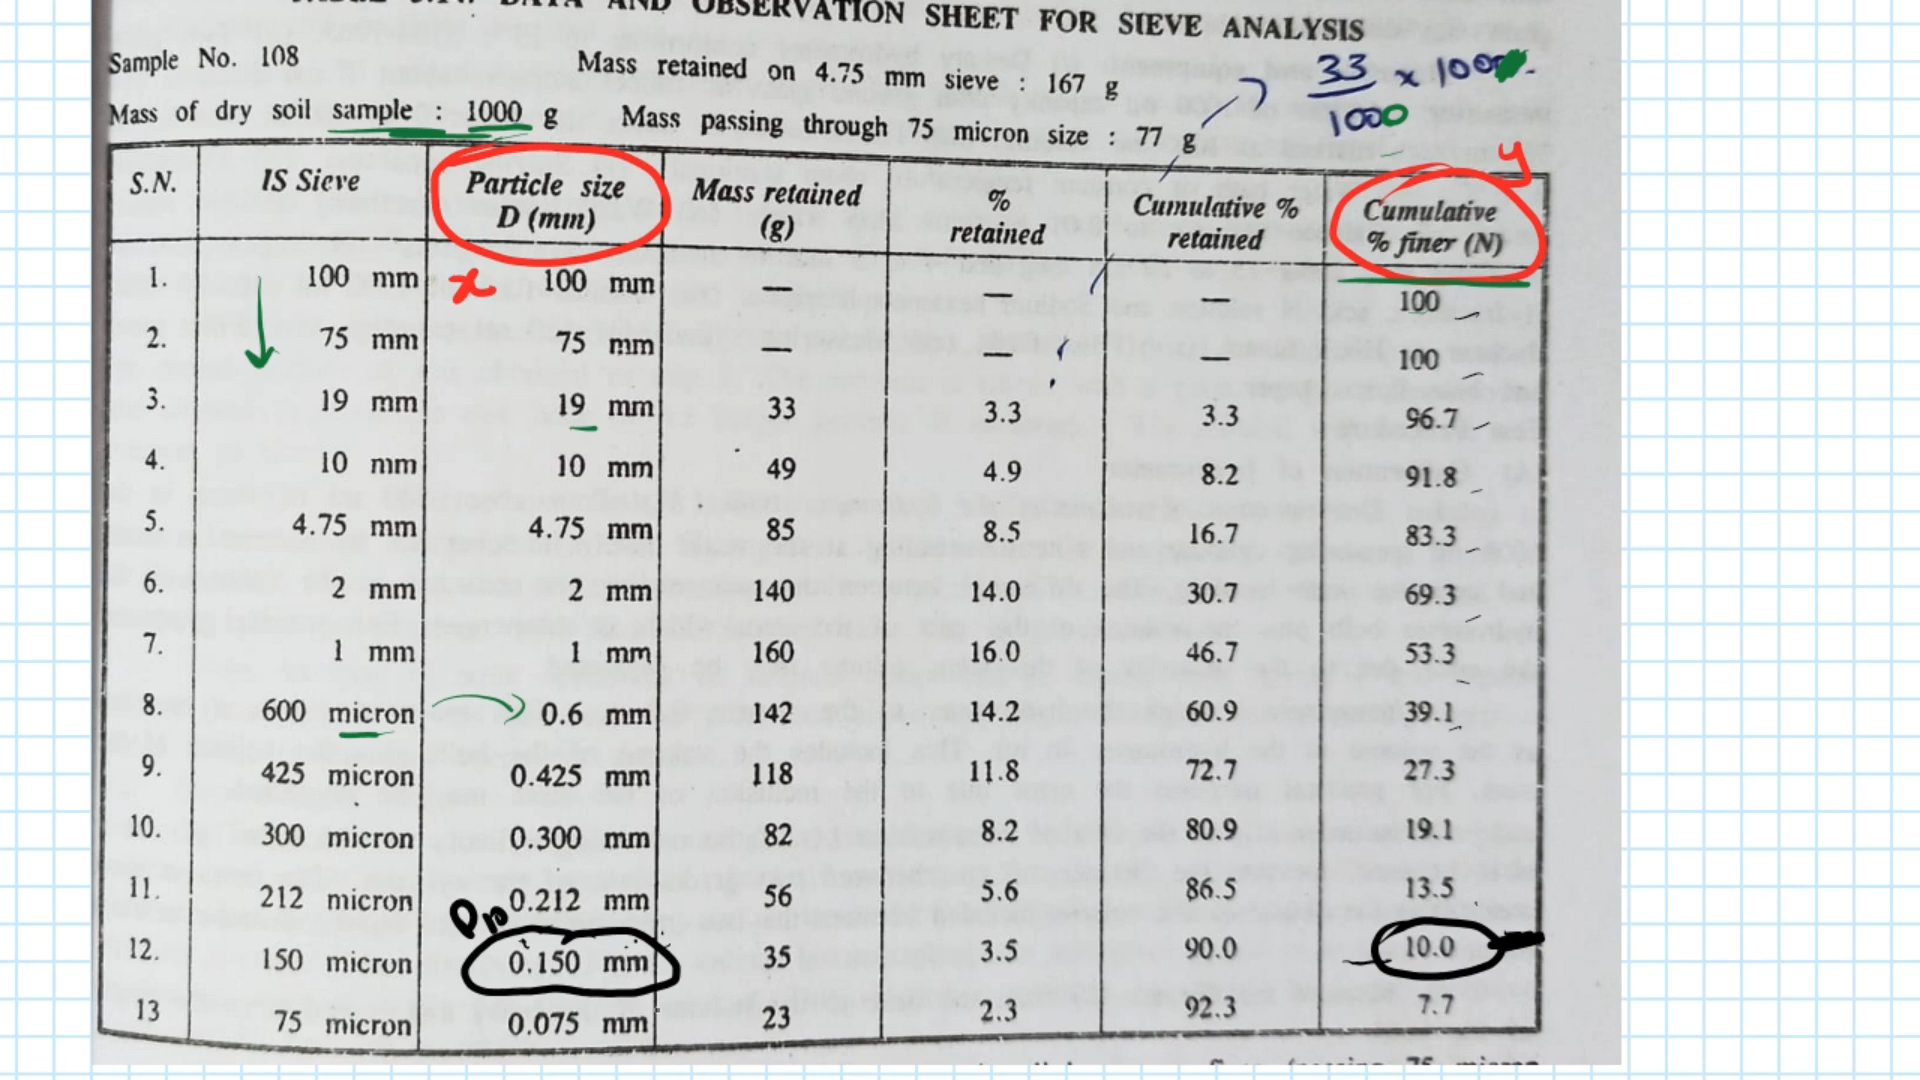 DATA AND OBSERVATION SHEET FOR SIEVE ANALYSIS
Sample No. 108 Mass retained on 4.75 mm sieve : 167 g
Mass of dry soil sample : 1000 g Mass passing through 75 micron size : 77 g
33/1000 × 100
y
S.N. IS Sieve Particle size D (mm) Mass retained (g) % retained Cumulative % retained Cumulative % finer (N)
x
1. 100 mm 100 mm — — — 100
2. 75 mm 75 mm — — — 100
3. 19 mm 19 mm 33 3.3 3.3 96.7
4. 10 mm 10 mm 49 4.9 8.2 91.8
5. 4.75 mm 4.75 mm 85 8.5 16.7 83.3
6. 2 mm 2 mm 140 14.0 30.7 69.3
7. 1 mm 1 mm 160 16.0 46.7 53.3
8. 600 micron 0.6 mm 142 14.2 60.9 39.1
9. 425 micron 0.425 mm 118 11.8 72.7 27.3
10. 300 micron 0.300 mm 82 8.2 80.9 19.1
11. 212 micron 0.212 mm 56 5.6 86.5 13.5
12. 150 micron 0.150 mm 35 3.5 90.0 10.0
13 75 micron 0.075 mm 23 2.3 92.3 7.7